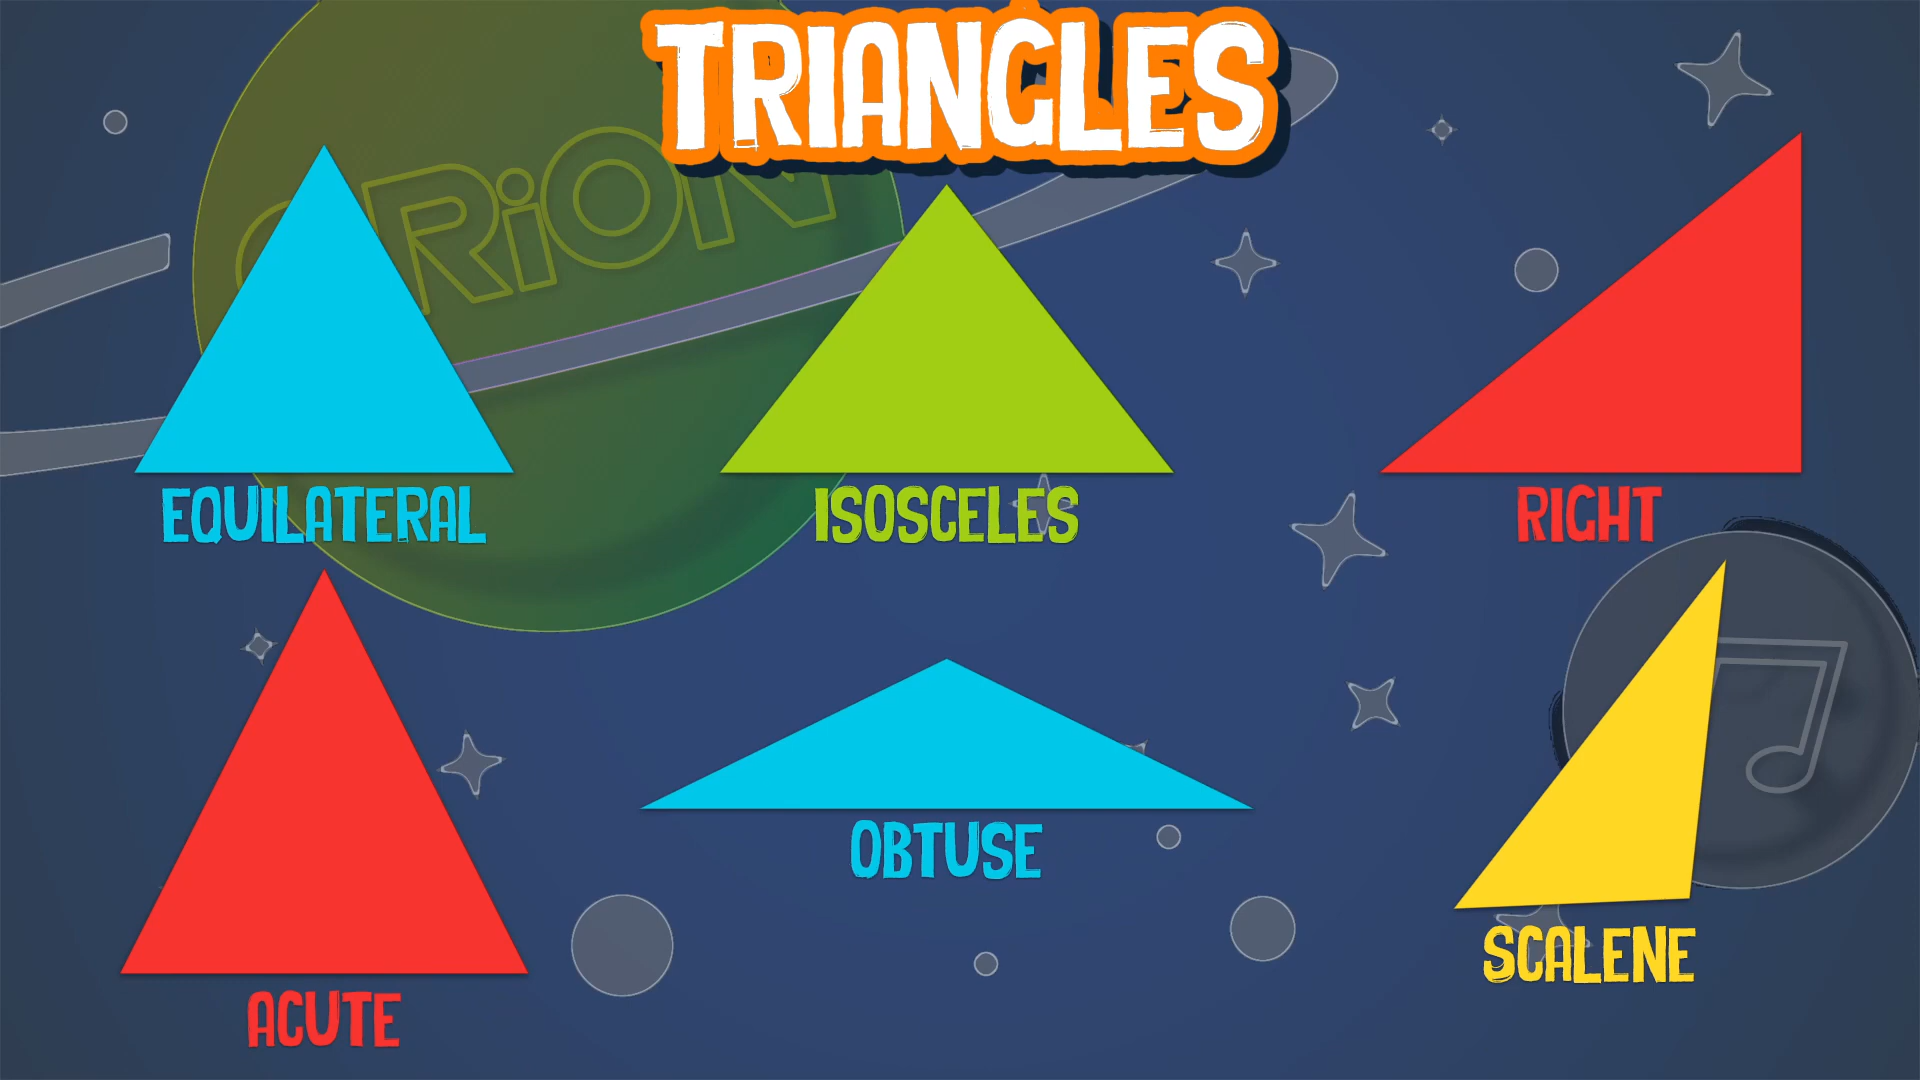 TRIANGLES
ORION
EQUILATERAL
ISOSCELES
RIGHT
ACUTE
OBTUSE
SCALENE